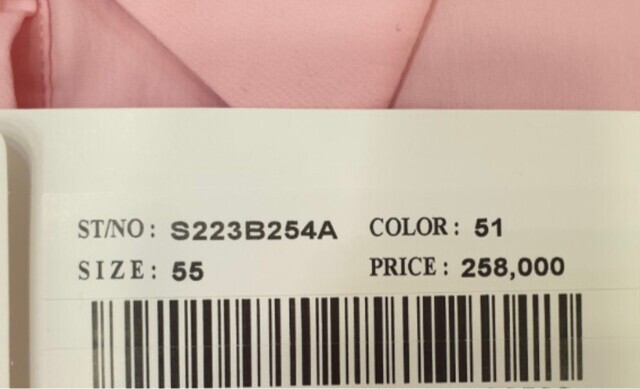 ST/NO: S223B254A COLOR: 51
SIZE: 55 PRICE: 258,000